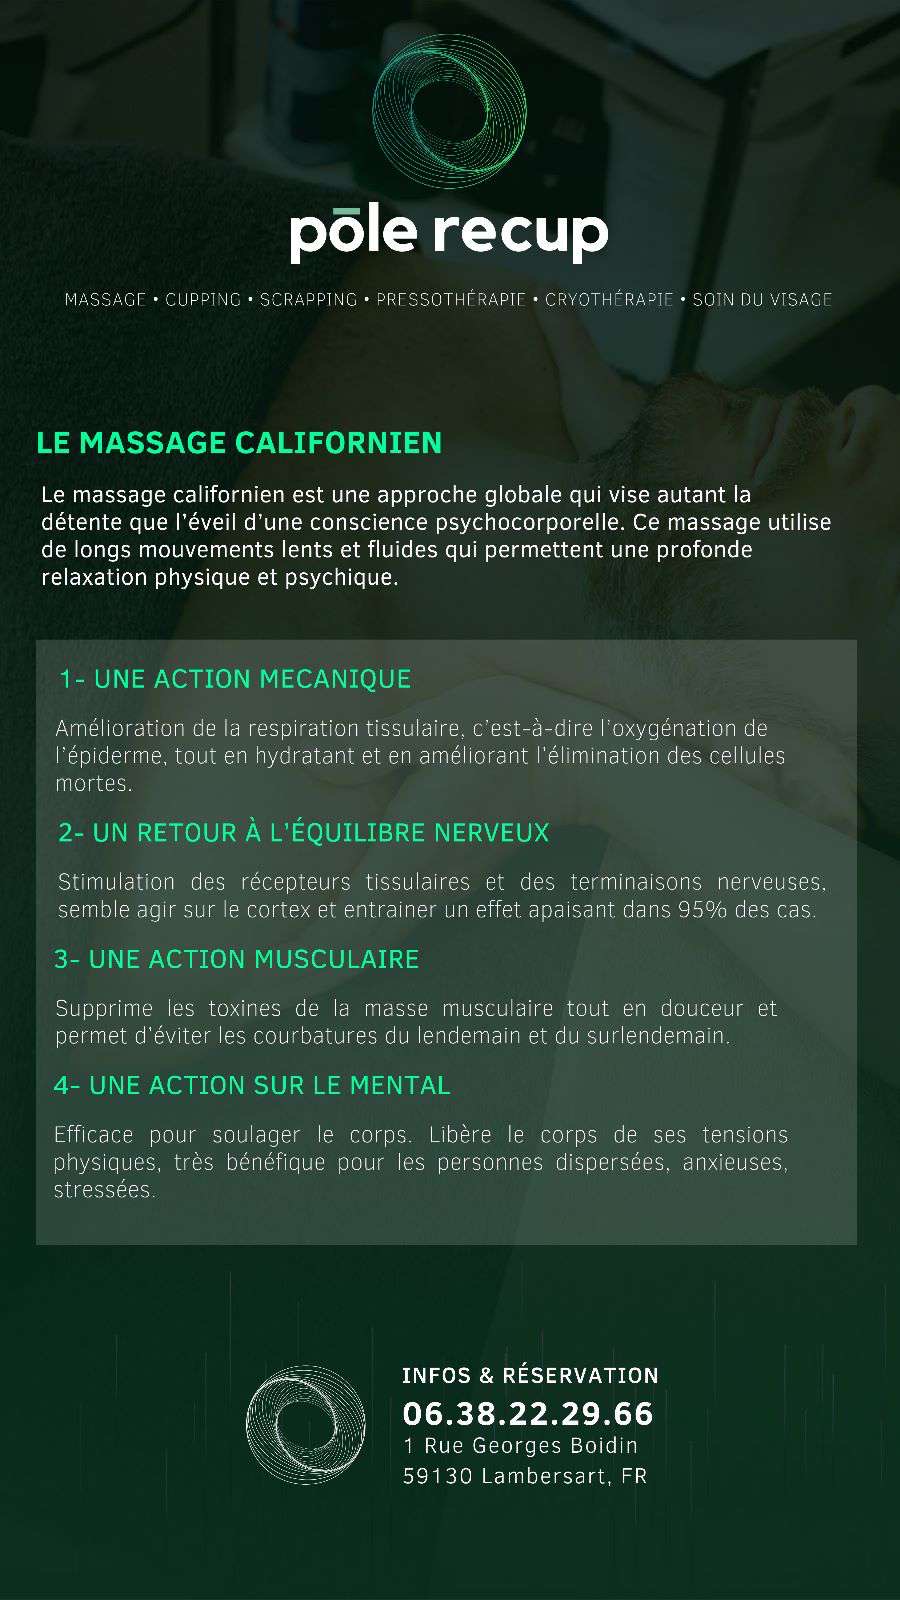 pōle recup
MASSAGE • CUPPING • SCRAPPING • PRESSOTHÉRAPIE • CRYOTHÉRAPIE • SOIN DU VISAGE
LE MASSAGE CALIFORNIEN
Le massage californien est une approche globale qui vise autant la
détente que l'éveil d'une conscience psychocorporelle. Ce massage utilise
de longs mouvements lents et fluides qui permettent une profonde
relaxation physique et psychique.
1- UNE ACTION MECANIQUE
Amélioration de la respiration tissulaire, c'est-à-dire l'oxygénation de
l'épiderme, tout en hydratant et en améliorant l'élimination des cellules
mortes.
2- UN RETOUR À L'ÉQUILIBRE NERVEUX
Stimulation des récepteurs tissulaires et des terminaisons nerveuses,
semble agir sur le cortex et entrainer un effet apaisant dans 95% des cas.
3- UNE ACTION MUSCULAIRE
Supprime les toxines de la masse musculaire tout en douceur et
permet d'éviter les courbatures du lendemain et du surlendemain.
4- UNE ACTION SUR LE MENTAL
Efficace pour soulager le corps. Libère le corps de ses tensions
physiques, très bénéfique pour les personnes dispersées, anxieuses,
stressées.
INFOS & RÉSERVATION
06.38.22.29.66
1 Rue Georges Boidin
59130 Lambersart, FR